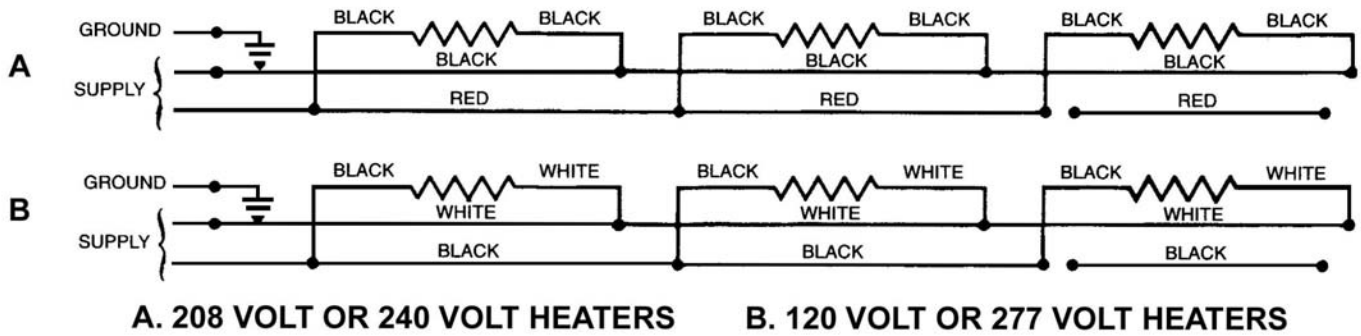 BLACK BLACK BLACK BLACK BLACK BLACK
GROUND
A
BLACK BLACK BLACK
SUPPLY
RED RED RED
BLACK WHITE BLACK WHITE BLACK WHITE
GROUND
B
WHITE WHITE WHITE
SUPPLY
BLACK BLACK BLACK
A. 208 VOLT OR 240 VOLT HEATERS B. 120 VOLT OR 277 VOLT HEATERS